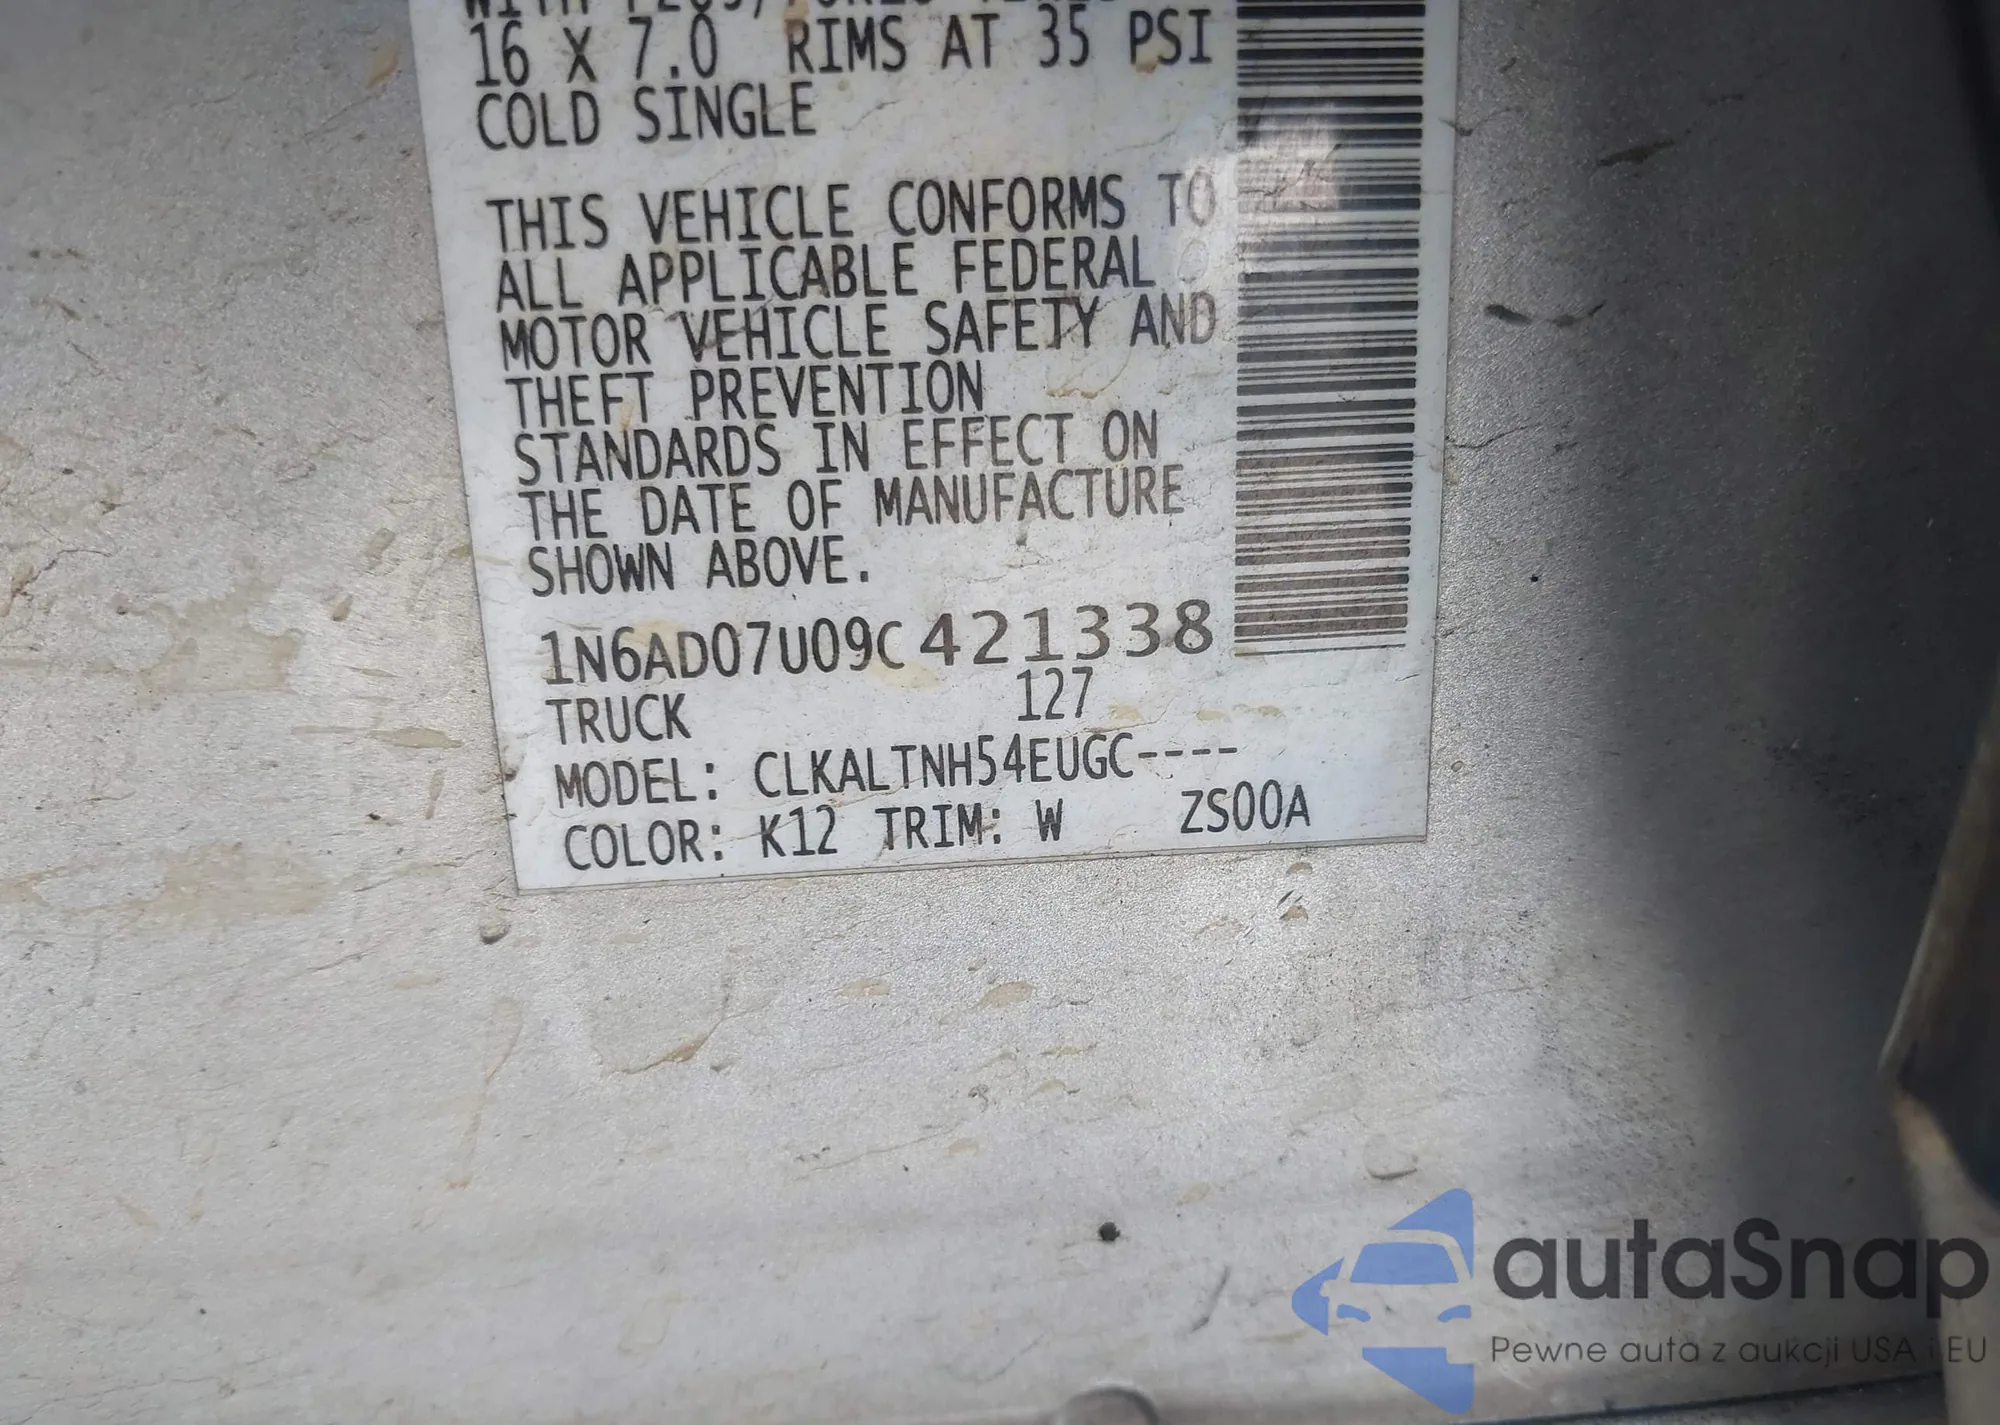 16 X 7.0 RIMS AT 35 PSI
COLD SINGLE
THIS VEHICLE CONFORMS TO
ALL APPLICABLE FEDERAL
MOTOR VEHICLE SAFETY AND
THEFT PREVENTION
STANDARDS IN EFFECT ON
THE DATE OF MANUFACTURE
SHOWN ABOVE.
1N6AD07U09C421338
TRUCK 127
MODEL: CLKALTNH54EUGC----
COLOR: K12 TRIM: W ZS00A
autaSnap
Pewne auta z aukcji USA i EU